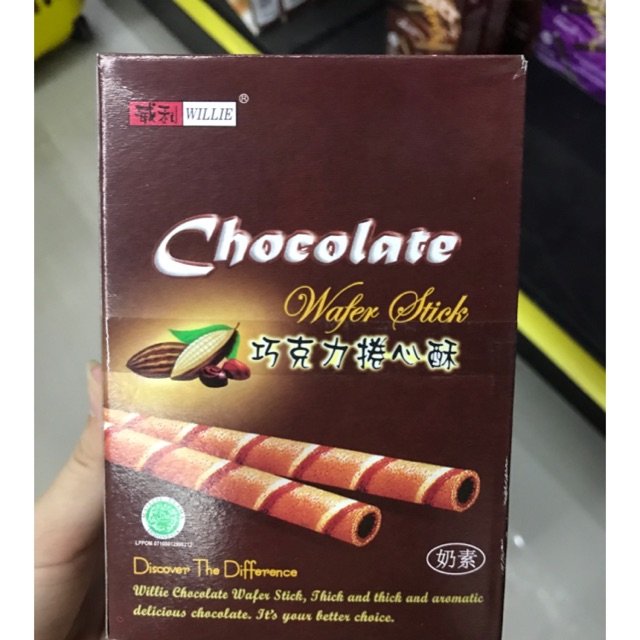 威利 WILLIE ®
Chocolate
Wafer Stick
巧克力捲心酥
Discover The Difference
奶素
Willie Chocolate Wafer Stick, Thick and thick and aromatic
delicious chocolate. It's your better choice.